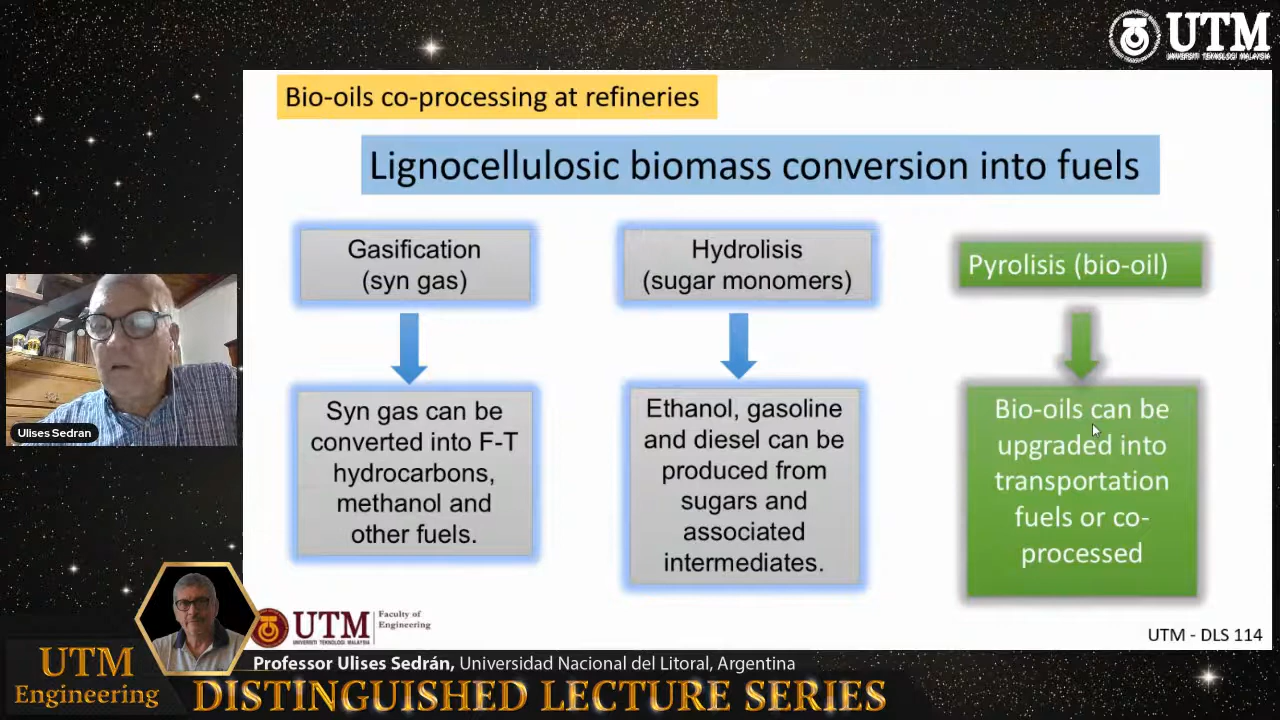 UTM
UNIVERSITI TEKNOLOGI MALAYSIA
Bio-oils co-processing at refineries
Lignocellulosic biomass conversion into fuels
Gasification
(syn gas)
Hydrolisis
(sugar monomers)
Pyrolisis (bio-oil)
Syn gas can be
converted into F-T
hydrocarbons,
methanol and
other fuels.
Ethanol, gasoline
and diesel can be
produced from
sugars and
associated
intermediates.
Bio-oils can be
upgraded into
transportation
fuels or co-
processed
Ulises Sedran
UTM
UNIVERSITI TEKNOLOGI MALAYSIA
Faculty of
Engineering
UTM - DLS 114
UTM
Engineering
Professor Ulises Sedrán, Universidad Nacional del Litoral, Argentina
DISTINGUISHED LECTURE SERIES